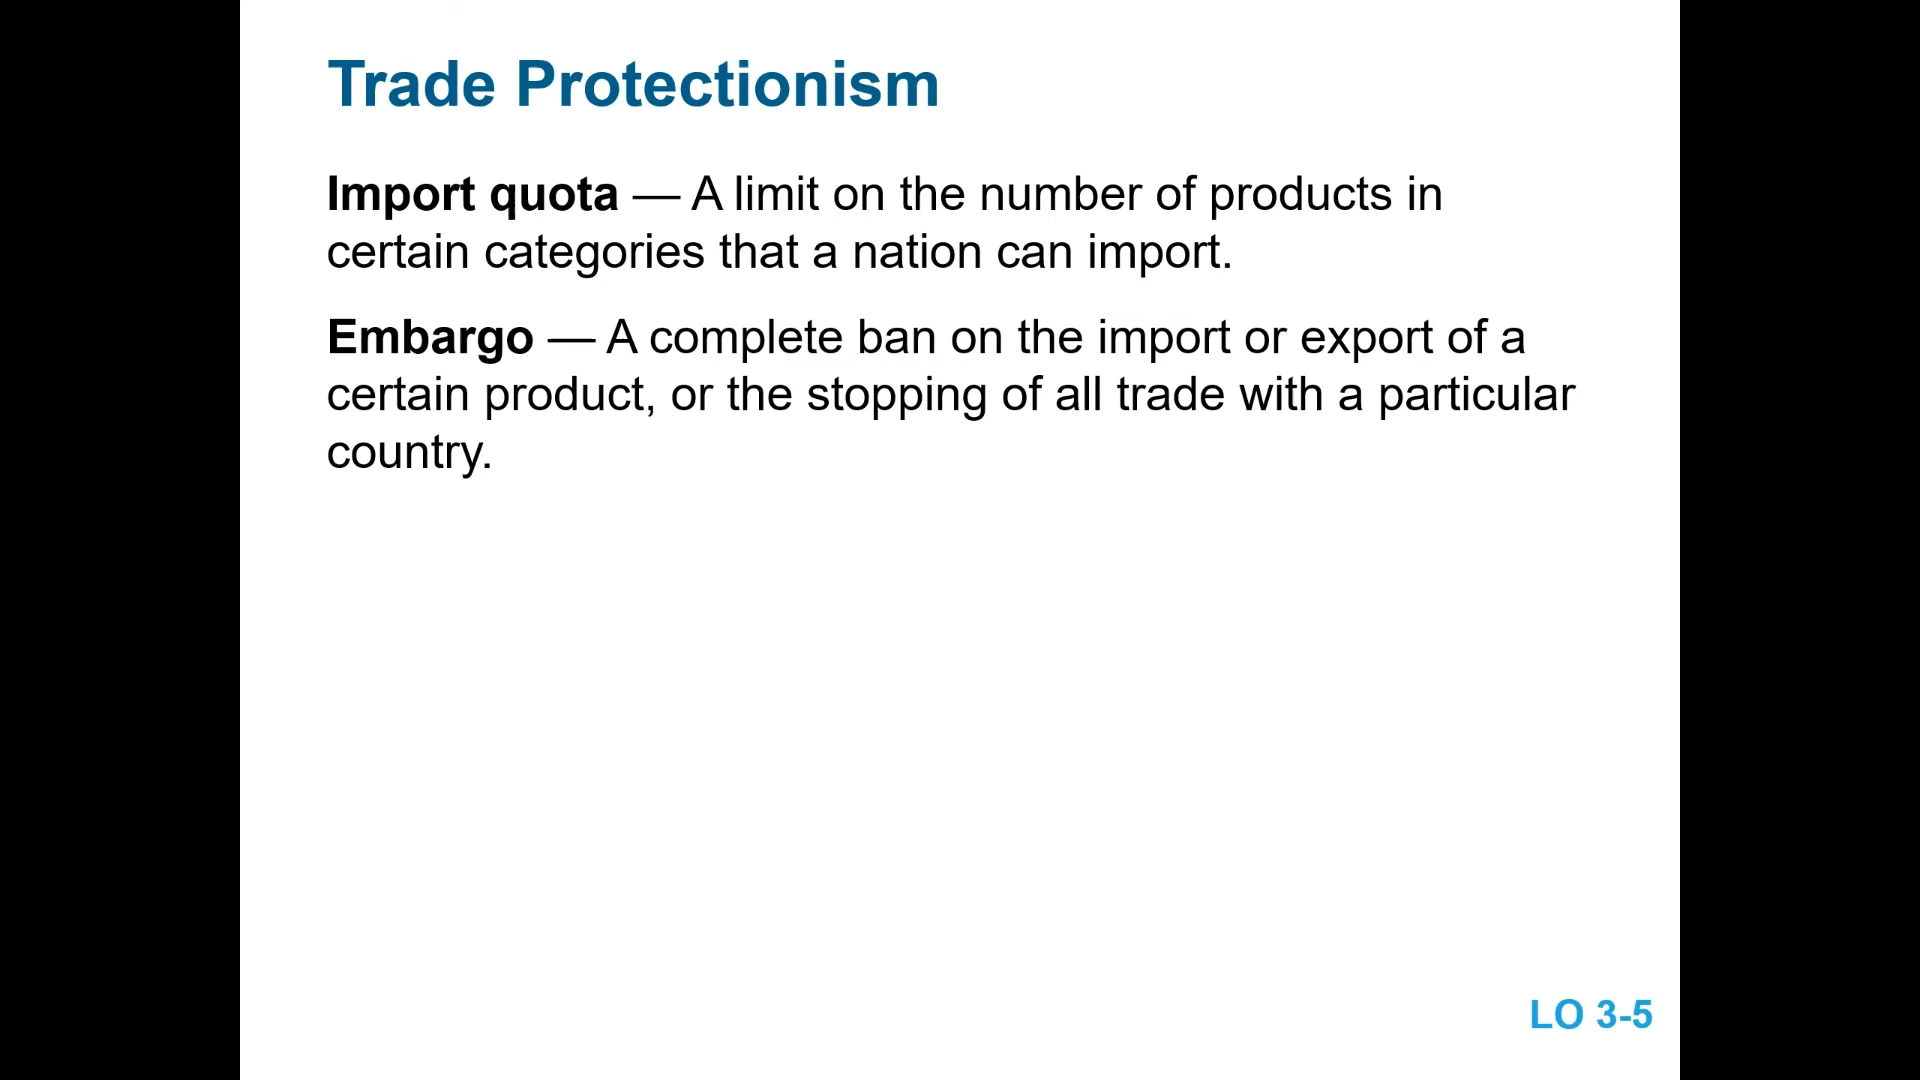 Trade Protectionism
Import quota — A limit on the number of products in
certain categories that a nation can import.
Embargo — A complete ban on the import or export of a
certain product, or the stopping of all trade with a particular
country.
LO 3-5